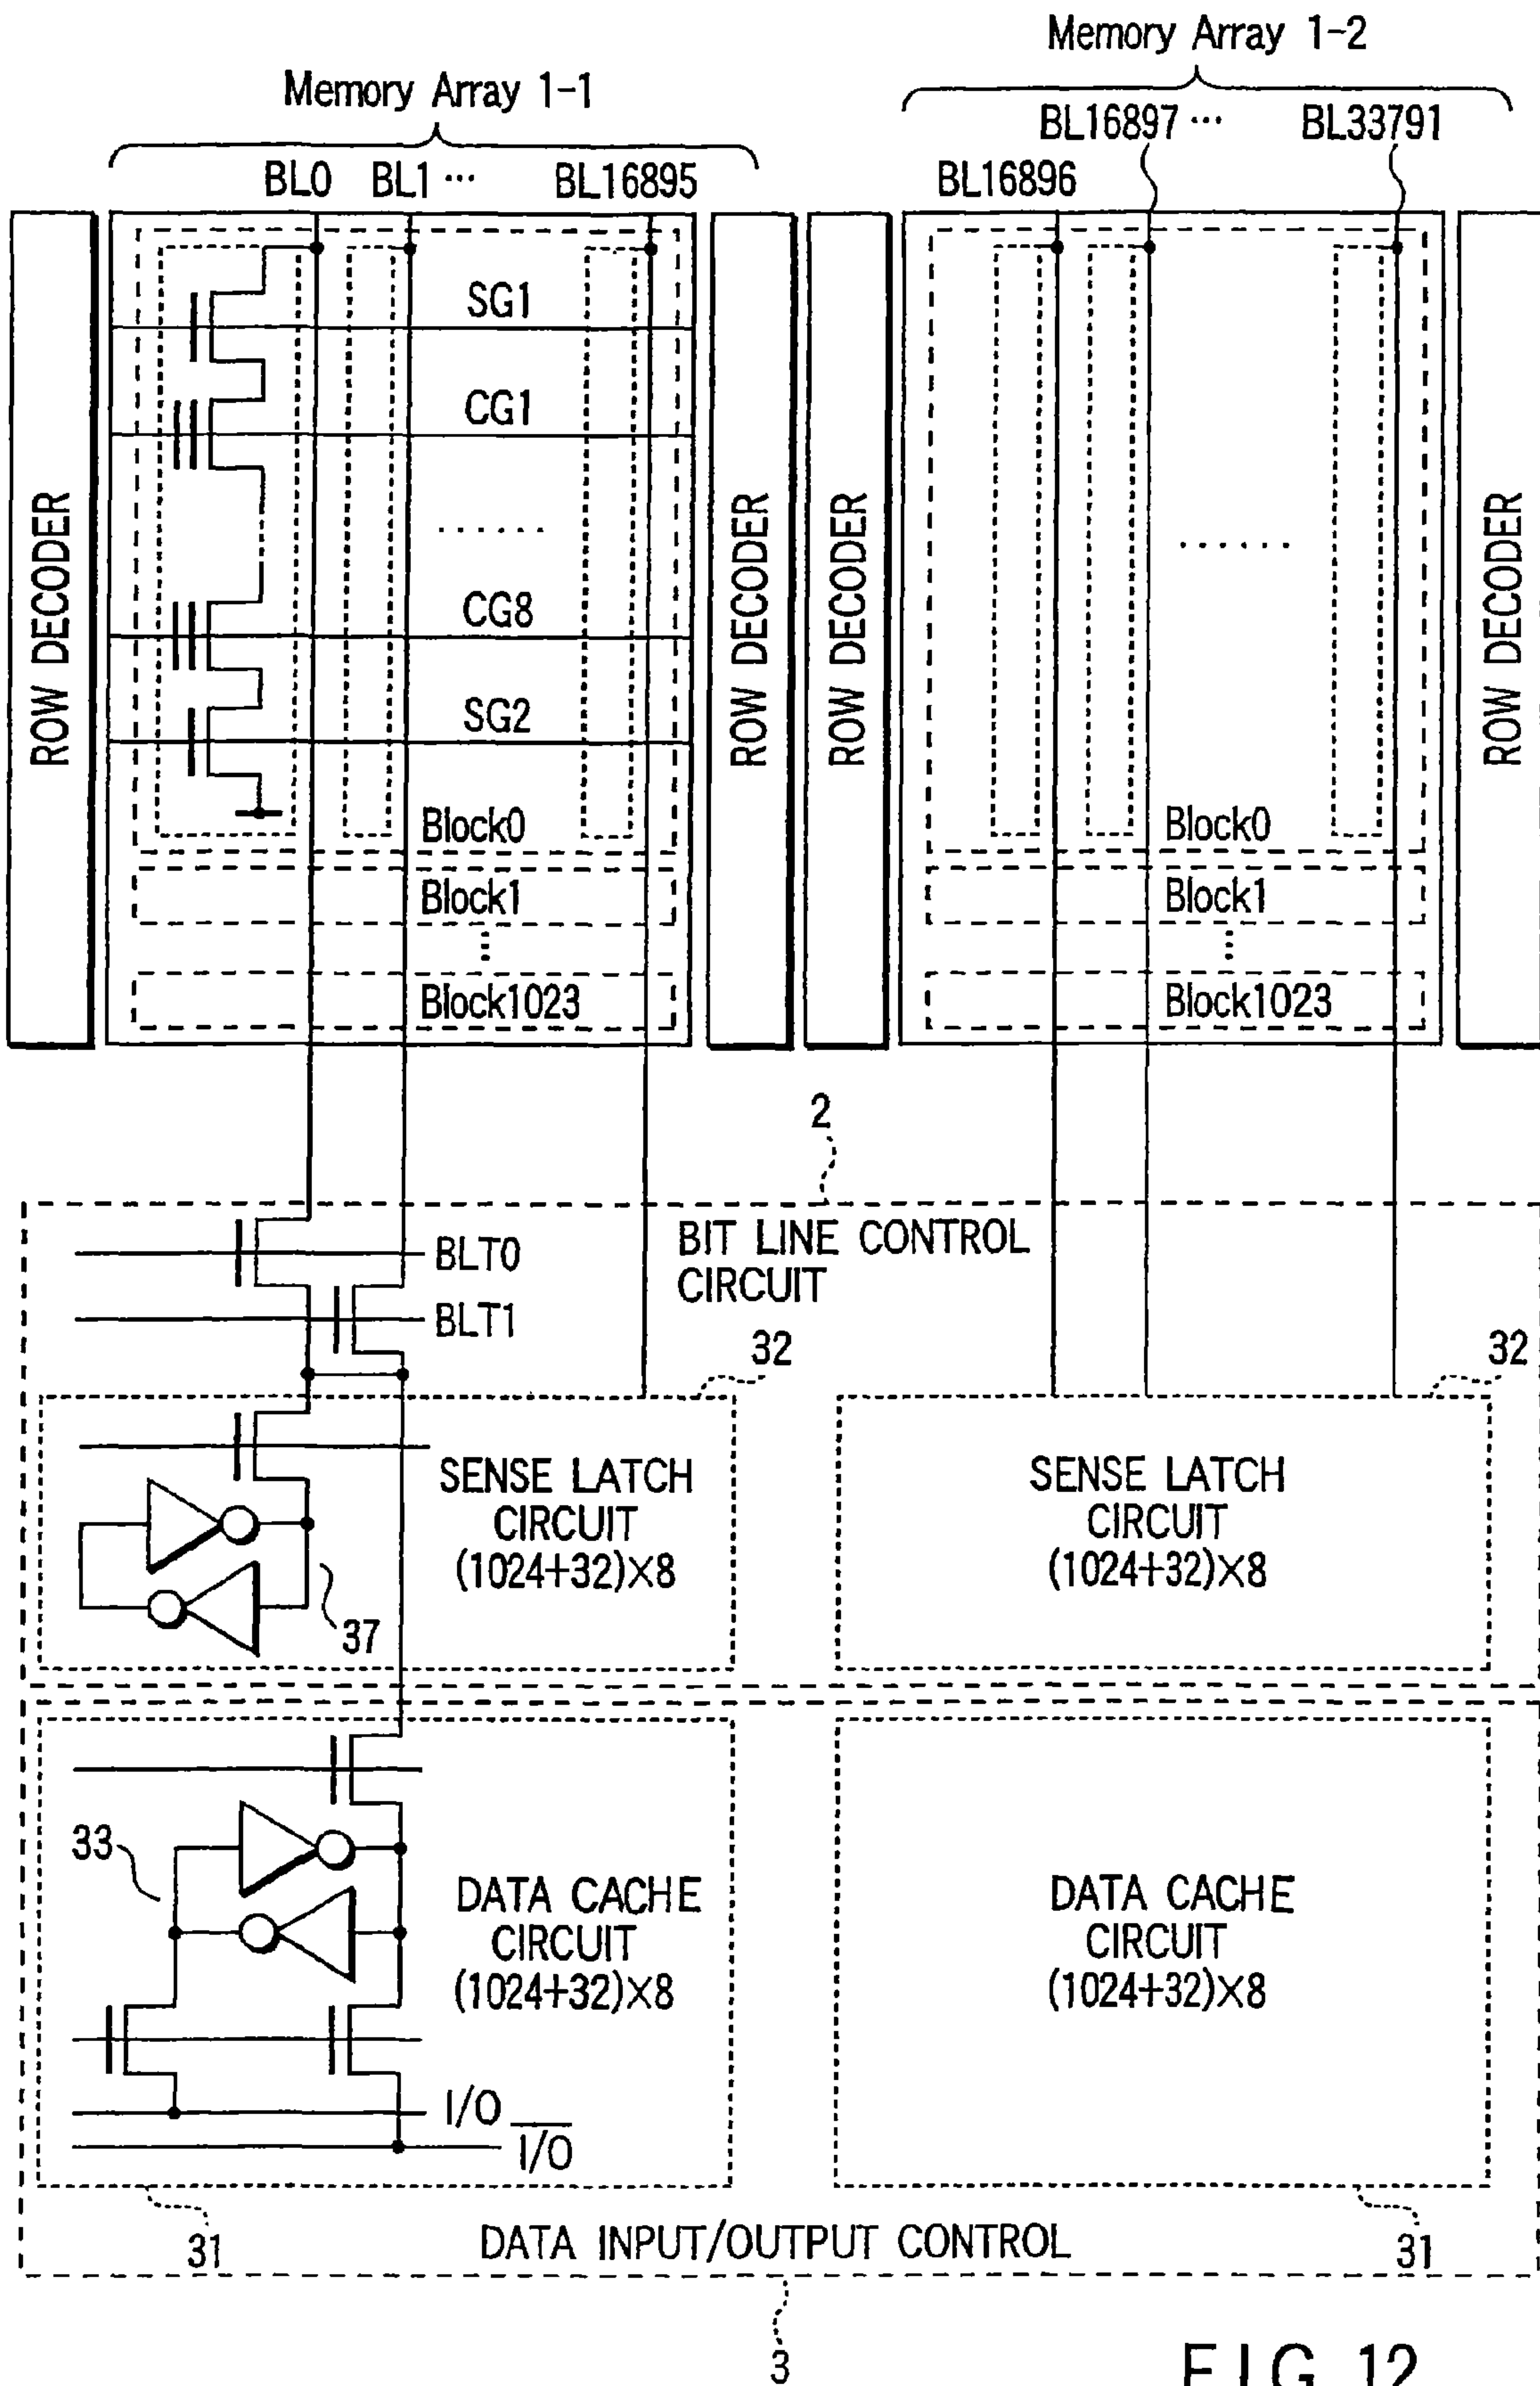 Memory Array 1-2
Memory Array 1-1
BL16897 ··· BL33791
BL0 BL1 ··· BL16895
BL16896
SG1
CG1
······
······
CG8
SG2
ROW DECODER
ROW DECODER
ROW DECODER
ROW DECODER
Block0
Block0
Block1
Block1
⋮
⋮
Block1023
Block1023
2
BLT0
BIT LINE CONTROL
CIRCUIT
BLT1
32
32
SENSE LATCH
CIRCUIT
(1024+32)×8
SENSE LATCH
CIRCUIT
(1024+32)×8
37
33
DATA CACHE
CIRCUIT
(1024+32)×8
DATA CACHE
CIRCUIT
(1024+32)×8
I/O
I/O̅
31
DATA INPUT/OUTPUT CONTROL
31
3
FIG. 12